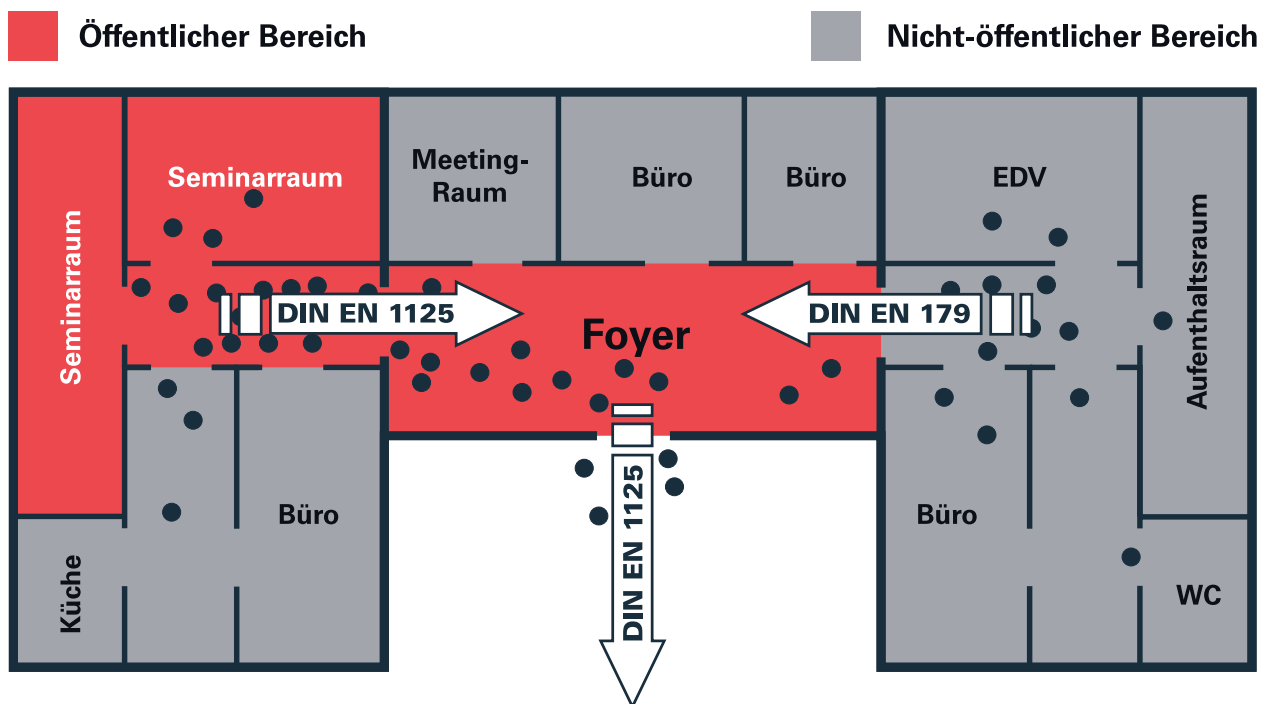 Öffentlicher Bereich
Nicht-öffentlicher Bereich
Seminarraum
Seminarraum
Meeting-
Raum
Büro
Büro
EDV
Aufenthaltsraum
DIN EN 1125
Foyer
DIN EN 179
DIN EN 1125
Küche
Büro
Büro
WC